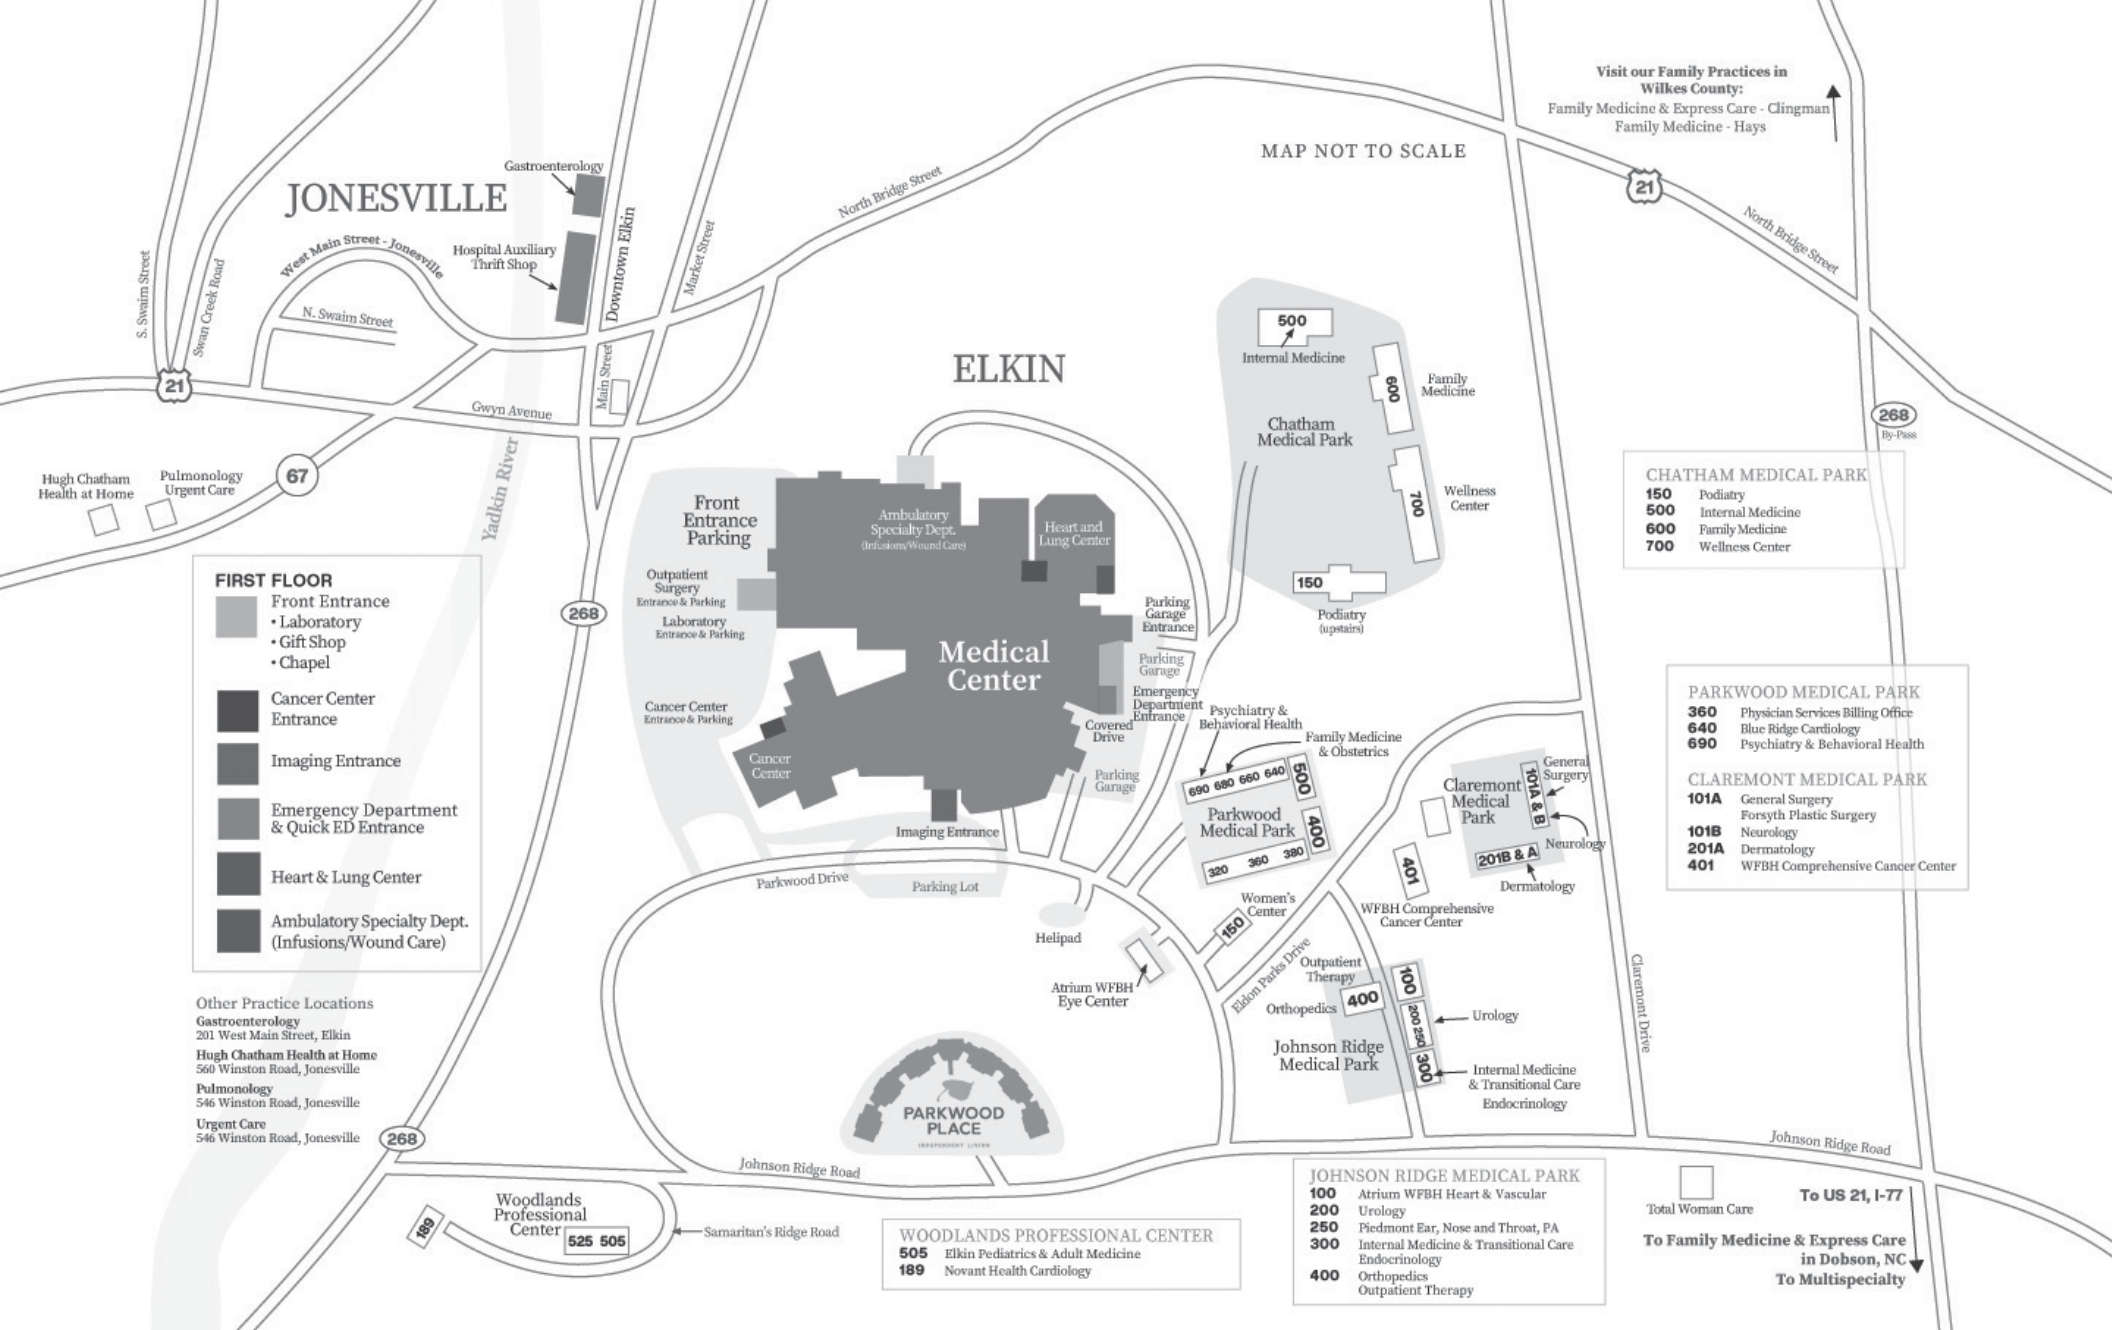 Visit our Family Practices in
Wilkes County:
Family Medicine & Express Care - Clingman
Family Medicine - Hays
MAP NOT TO SCALE
21
North Bridge Street
North Bridge Street
Gastroenterology
JONESVILLE
Hospital Auxiliary
Thrift Shop
West Main Street - Jonesville
N. Swaim Street
S. Swaim Street
Swan Creek Road
Downtown Elkin
Market Street
Main Street
21
Gwyn Avenue
Yadkin River
67
Hugh Chatham
Health at Home
Pulmonology
Urgent Care
268
ELKIN
500
Internal Medicine
600
Family
Medicine
Chatham
Medical Park
700
Wellness
Center
150
Podiatry
(upstairs)
268
By-Pass
CHATHAM MEDICAL PARK
150 Podiatry
500 Internal Medicine
600 Family Medicine
700 Wellness Center
Front
Entrance
Parking
Ambulatory
Specialty Dept.
(Infusions/Wound Care)
Heart and
Lung Center
Outpatient
Surgery
Entrance & Parking
Laboratory
Entrance & Parking
Medical
Center
Parking
Garage
Entrance
Parking
Garage
Emergency
Department
Entrance
Covered
Drive
Cancer Center
Entrance & Parking
Cancer
Center
Parking
Garage
Imaging Entrance
Parking Lot
Parkwood Drive
Helipad
FIRST FLOOR
Front Entrance
• Laboratory
• Gift Shop
• Chapel
Cancer Center
Entrance
Imaging Entrance
Emergency Department
& Quick ED Entrance
Heart & Lung Center
Ambulatory Specialty Dept.
(Infusions/Wound Care)
Psychiatry &
Behavioral Health
Family Medicine
& Obstetrics
690 680 660 640
500
Parkwood
Medical Park
400
320 360 380
Women's
Center
150
Atrium WFBH
Eye Center
Eldon Parks Drive
Claremont
Medical
Park
General
Surgery
101A & B
Neurology
201B & A
Dermatology
401
WFBH Comprehensive
Cancer Center
PARKWOOD MEDICAL PARK
360 Physician Services Billing Office
640 Blue Ridge Cardiology
690 Psychiatry & Behavioral Health
CLAREMONT MEDICAL PARK
101A General Surgery
Forsyth Plastic Surgery
101B Neurology
201A Dermatology
401 WFBH Comprehensive Cancer Center
Outpatient
Therapy
Orthopedics
400
100
200 250
300
Urology
Johnson Ridge
Medical Park
Internal Medicine
& Transitional Care
Endocrinology
Claremont Drive
Other Practice Locations
Gastroenterology
201 West Main Street, Elkin
Hugh Chatham Health at Home
560 Winston Road, Jonesville
Pulmonology
546 Winston Road, Jonesville
Urgent Care
546 Winston Road, Jonesville
268
PARKWOOD
PLACE
INDEPENDENT LIVING
Johnson Ridge Road
Johnson Ridge Road
Woodlands
Professional
Center
189
525 505
Samaritan's Ridge Road
WOODLANDS PROFESSIONAL CENTER
505 Elkin Pediatrics & Adult Medicine
189 Novant Health Cardiology
JOHNSON RIDGE MEDICAL PARK
100 Atrium WFBH Heart & Vascular
200 Urology
250 Piedmont Ear, Nose and Throat, PA
300 Internal Medicine & Transitional Care
Endocrinology
400 Orthopedics
Outpatient Therapy
Total Woman Care
To US 21, I-77
To Family Medicine & Express Care
in Dobson, NC
To Multispecialty